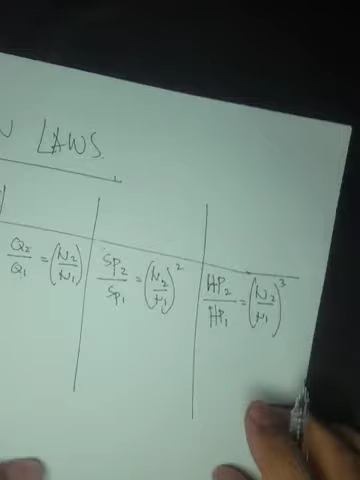 N LAWS.
Q2/Q1 = (N2/N1)
SP2/SP1 = (N2/N1)^2
HP2/HP1 = (N2/N1)^3